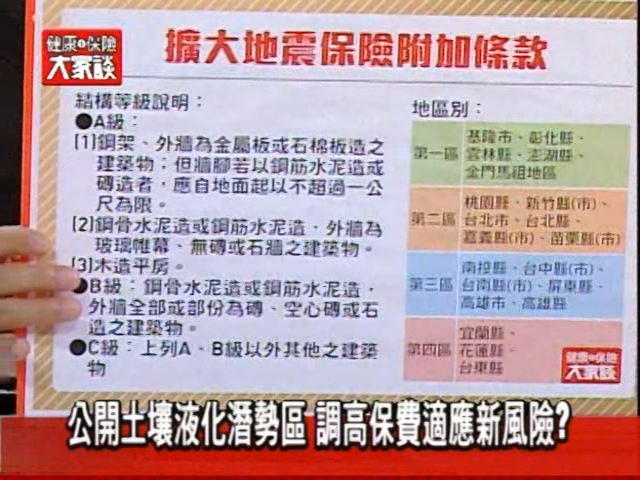 健康保險
大家談
擴大地震保險附加條款
結構等級說明：
●A級：
(1)鋼架、外牆為金屬板或石棉板造之
建築物；但牆腳若以鋼筋水泥造或
磚造者，應自地面起以不超過一公
尺為限。
(2)鋼骨水泥造或鋼筋水泥造，外牆為
玻璃帷幕、無磚或石牆之建築物。
(3)木造平房。
●B級：鋼骨水泥造或鋼筋水泥造，
外牆全部或部份為磚、空心磚或石
造之建築物。
●C級：上列A、B級以外其他之建築
物
地區別：
第一區
基隆市、彰化縣、
雲林縣、澎湖縣、
金門馬祖地區
第二區
桃園縣、新竹縣(市)、
台北市、台北縣、
嘉義縣(市)、苗栗縣(市)
第三區
南投縣、台中縣(市)、
台南縣(市)、屏東縣、
高雄市、高雄縣
第四區
宜蘭縣、
花蓮縣、
台東縣
健康保險
大家談
公開土壤液化潛勢區 調高保費適應新風險?